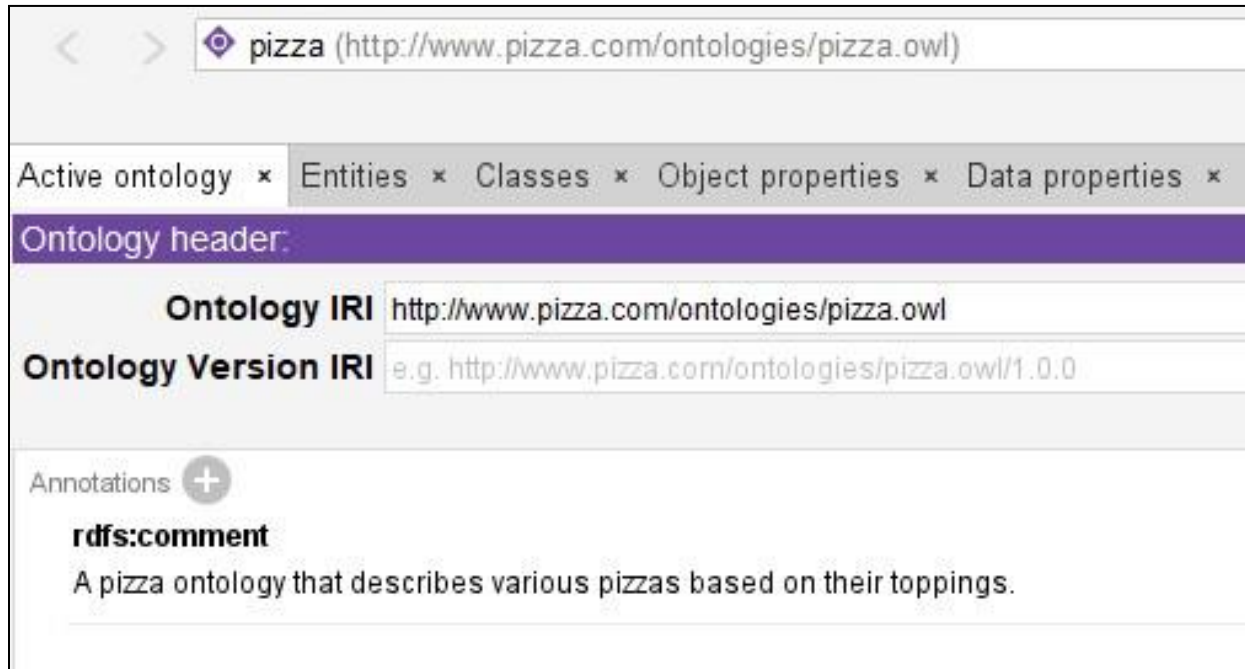 pizza (http://www.pizza.com/ontologies/pizza.owl)
Active ontology × Entities × Classes × Object properties × Data properties ×
Ontology header:
Ontology IRI http://www.pizza.com/ontologies/pizza.owl
Ontology Version IRI e.g. http://www.pizza.com/ontologies/pizza.owl/1.0.0
Annotations
rdfs:comment
A pizza ontology that describes various pizzas based on their toppings.